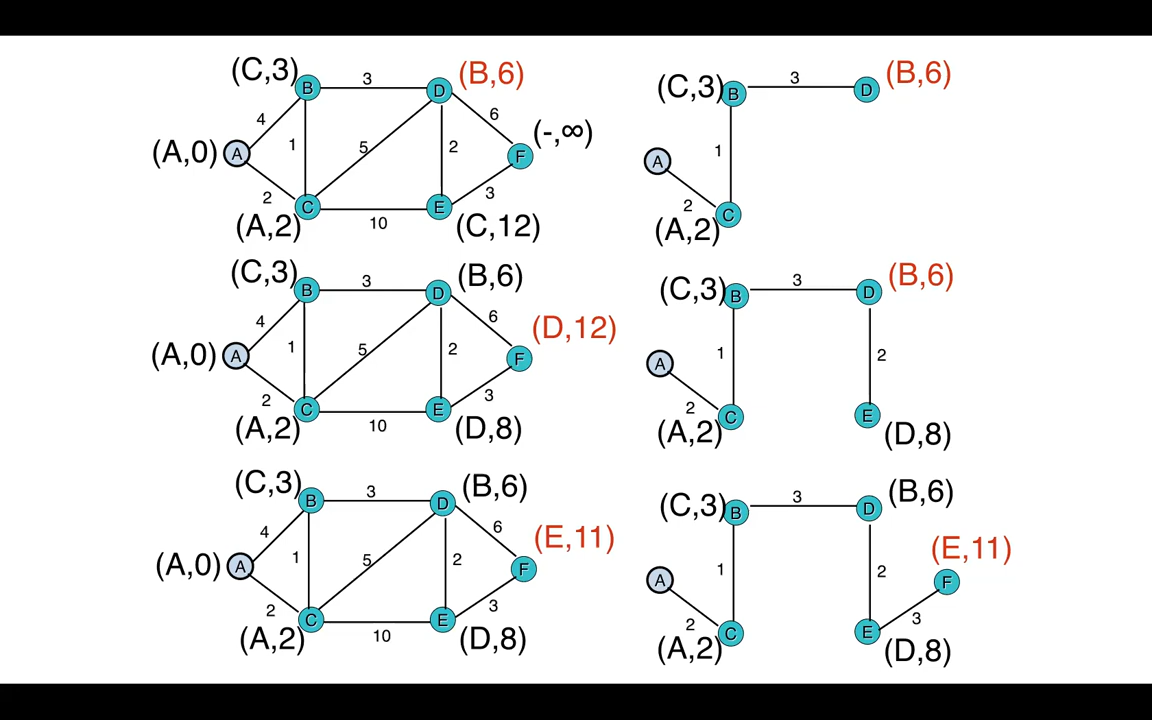 (C,3) B 3 D (B,6)
4 1 5 2 6 (-,∞)
(A,0) A F
2 3
C E
(A,2) 10 (C,12)
(C,3) B 3 D (B,6)
1
A
2 C
(A,2)
(C,3) B 3 D (B,6)
4 1 5 2 6 (D,12)
(A,0) A F
2 3
C E
(A,2) 10 (D,8)
(C,3) B 3 D (B,6)
1 2
A
2 C E
(A,2) (D,8)
(C,3) B 3 D (B,6)
4 1 5 2 6 (E,11)
(A,0) A F
2 3
C E
(A,2) 10 (D,8)
(C,3) B 3 D (B,6)
(E,11)
1 2 F
A
2 3
C E
(A,2) (D,8)